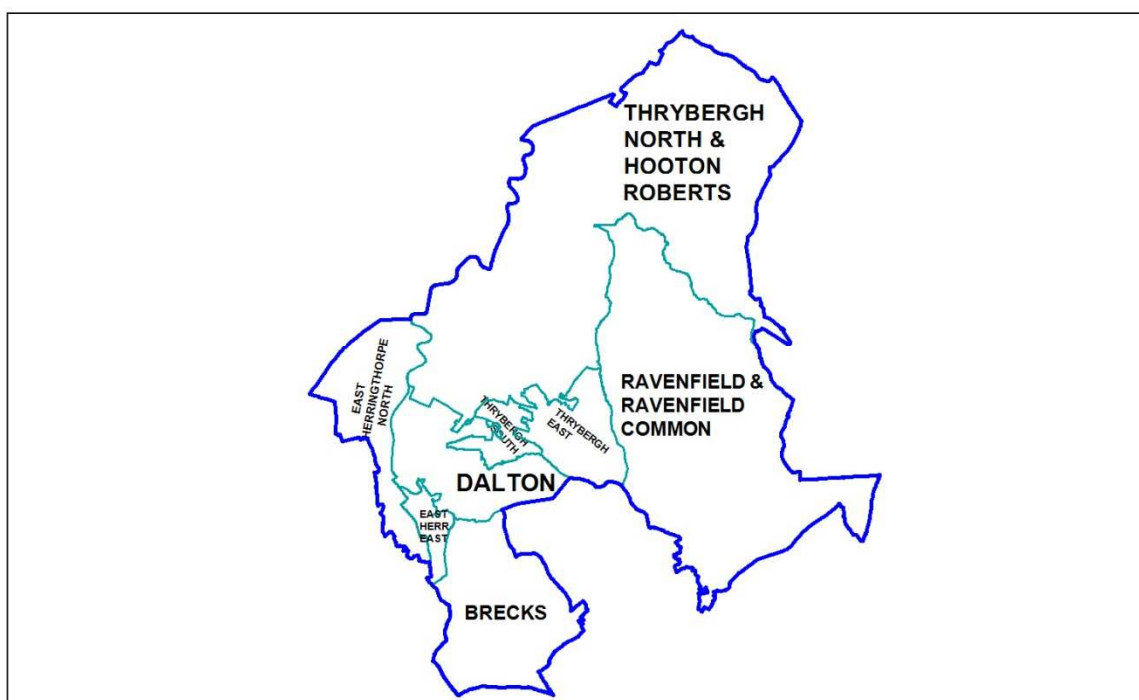 THRYBERGH
NORTH &
HOOTON
ROBERTS
RAVENFIELD &
RAVENFIELD
COMMON
EAST
HERRINGTHORPE
NORTH
THRYBERGH
SOUTH
THRYBERGH
EAST
DALTON
EAST
HERR
EAST
BRECKS